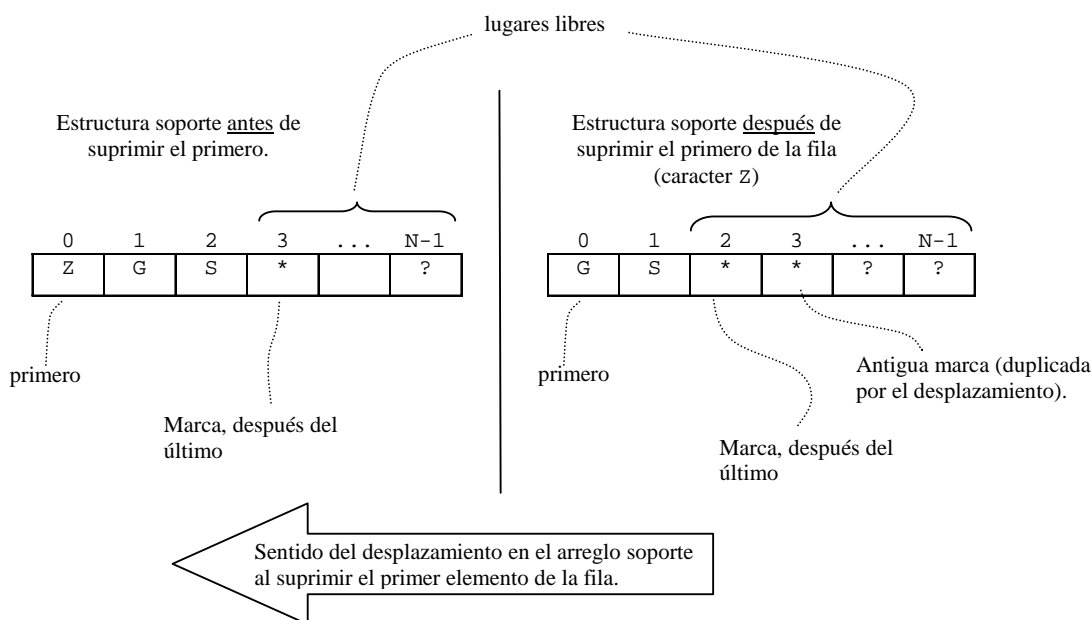 lugares libres
Estructura soporte antes de
suprimir el primero.
0 1 2 3 ... N-1
Z G S * ?
primero
Marca, después del
último
Estructura soporte después de
suprimir el primero de la fila
(caracter Z)
0 1 2 3 ... N-1
G S * * ? ?
primero
Antigua marca (duplicada
por el desplazamiento).
Marca, después del
último
Sentido del desplazamiento en el arreglo soporte
al suprimir el primer elemento de la fila.